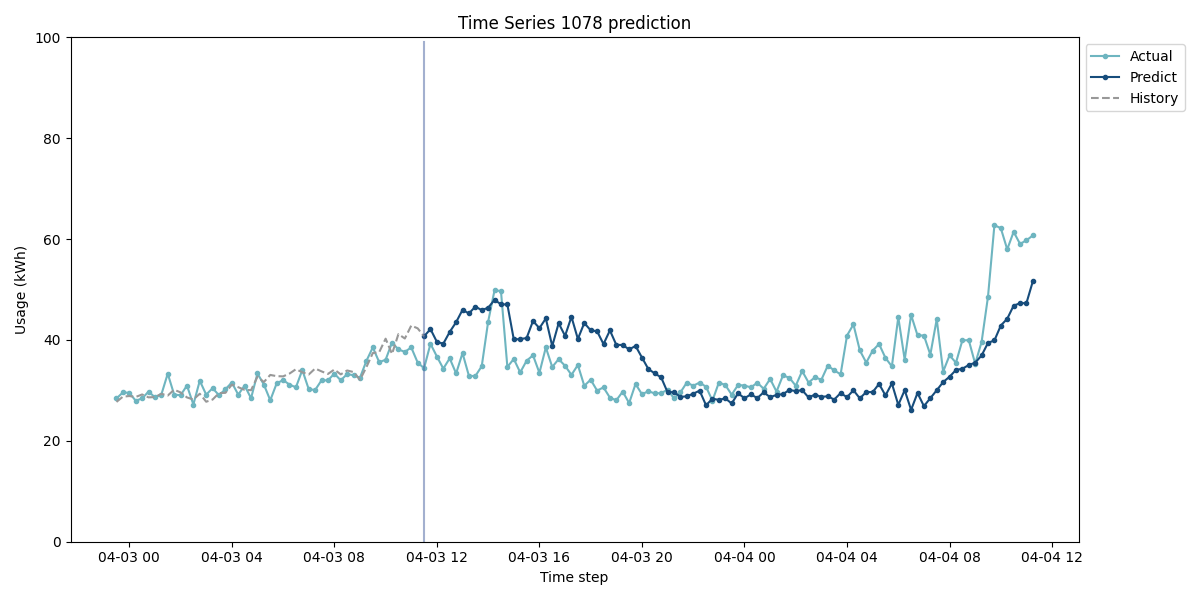 Time Series 1078 prediction
Usage (kWh)
100
80
60
40
20
0
04-03 00 04-03 04 04-03 08 04-03 12 04-03 16 04-03 20 04-04 00 04-04 04 04-04 08 04-04 12
Time step
Actual
Predict
History